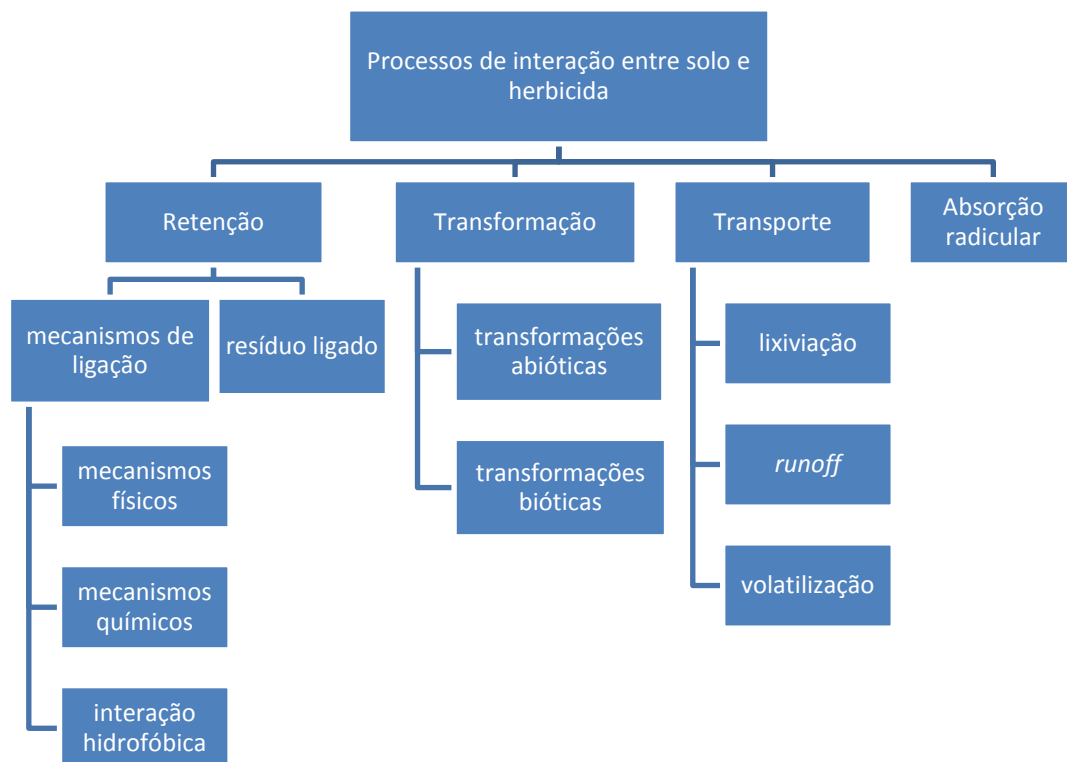 Processos de interação entre solo e
herbicida
Retenção
Transformação
Transporte
Absorção
radicular
mecanismos de
ligação
resíduo ligado
transformações
abióticas
lixiviação
mecanismos
físicos
transformações
bióticas
runoff
mecanismos
químicos
volatilização
interação
hidrofóbica